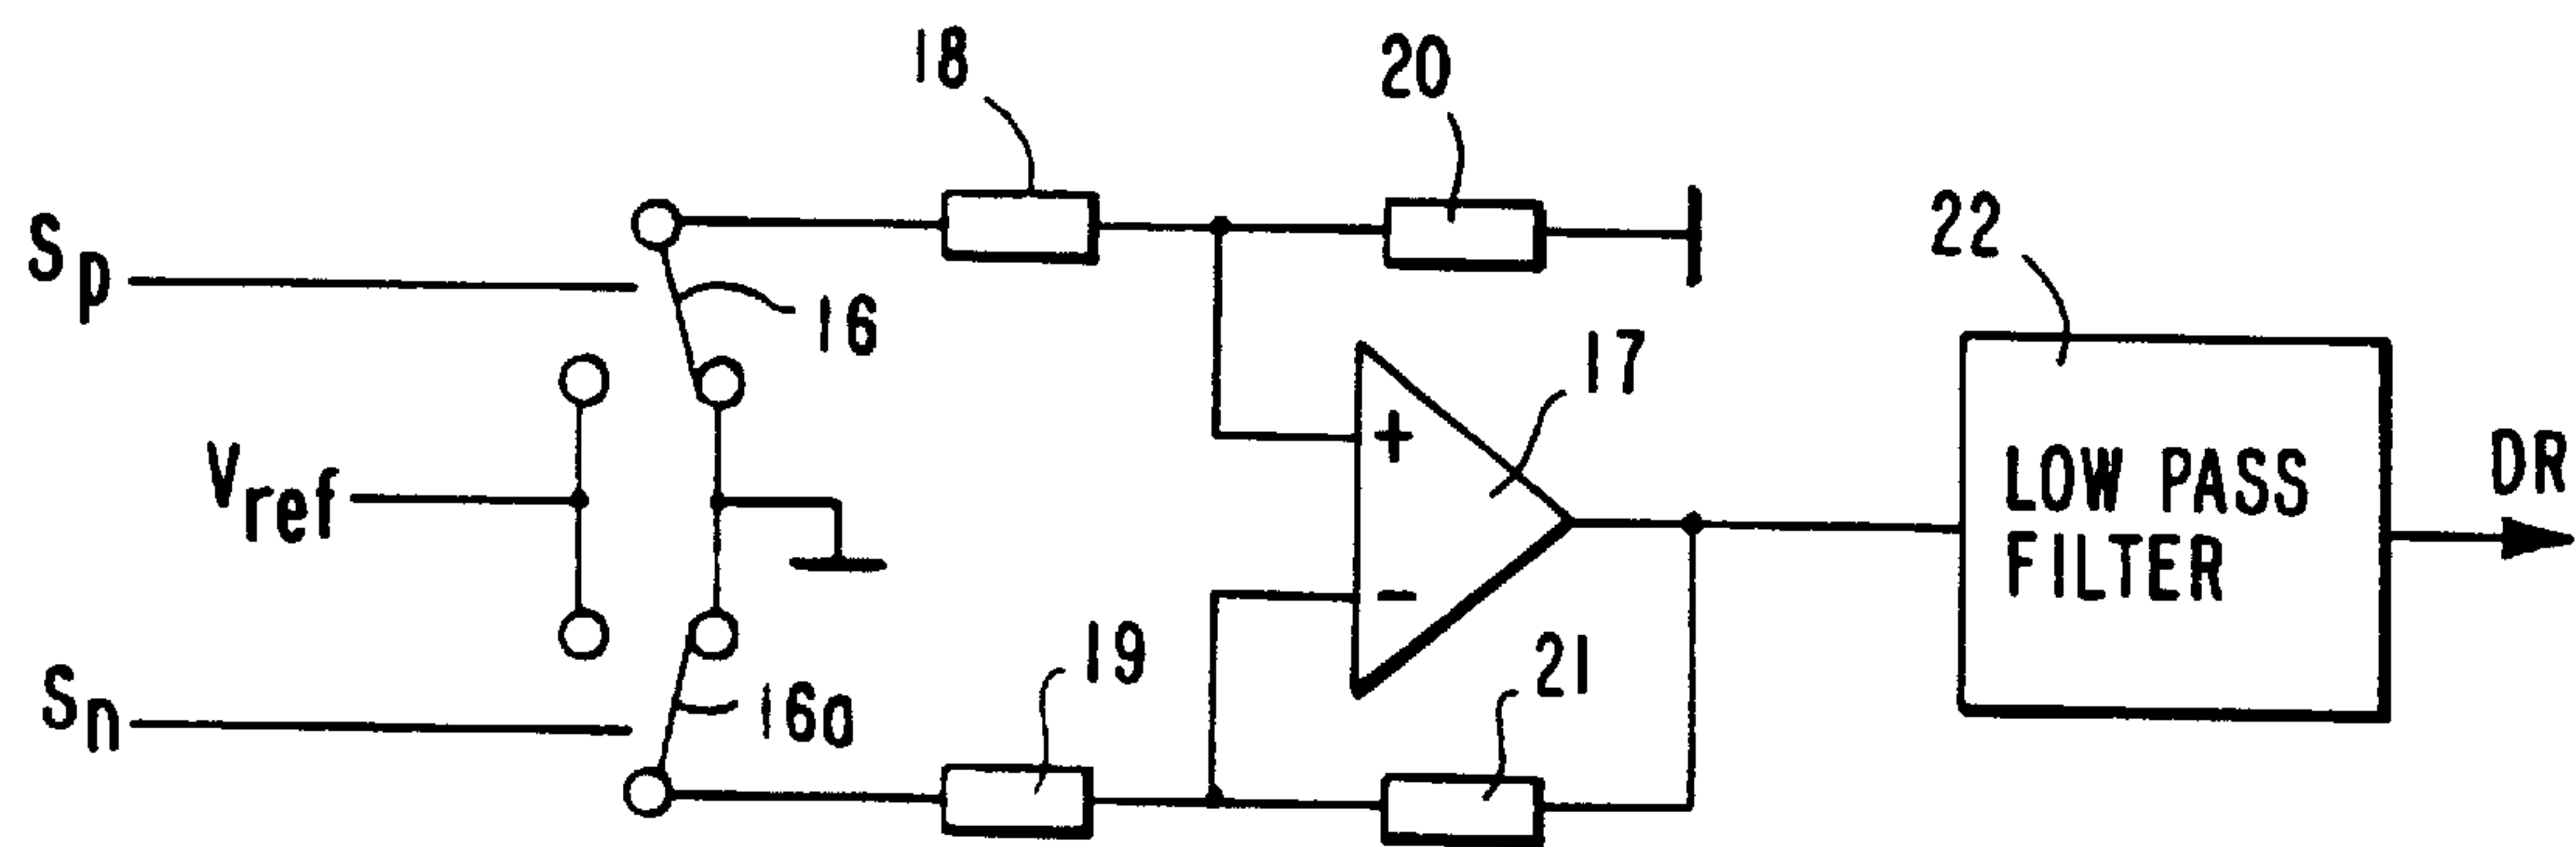 18
20
Sp
16
22
17
Vref
+
LOW PASS
FILTER
DR
-
19
21
Sn
16a